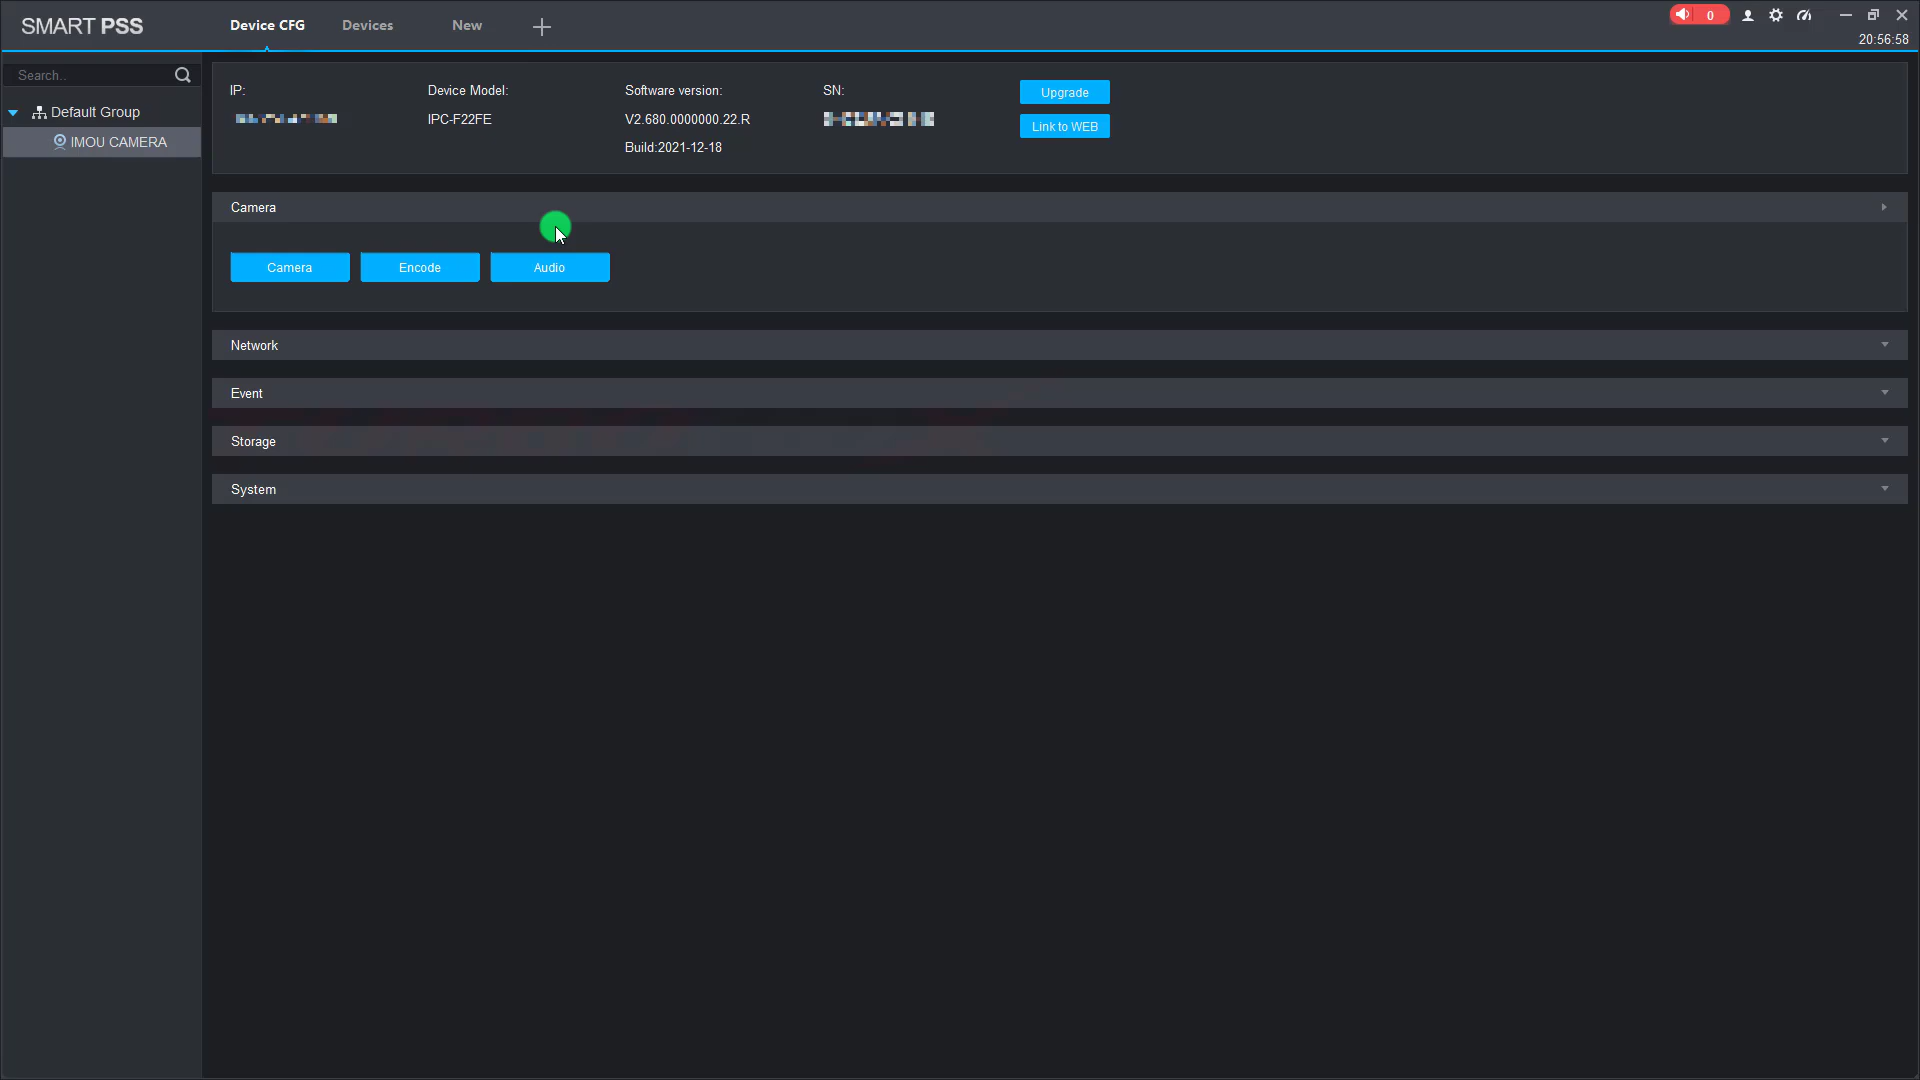 SMART PSS
Device CFG
Devices
New
0
20:56:58
Search..
Default Group
IMOU CAMERA
IP:
Device Model:
IPC-F22FE
Software version:
V2.680.0000000.22.R
Build:2021-12-18
SN:
Upgrade
Link to WEB
Camera
Camera
Encode
Audio
Network
Event
Storage
System